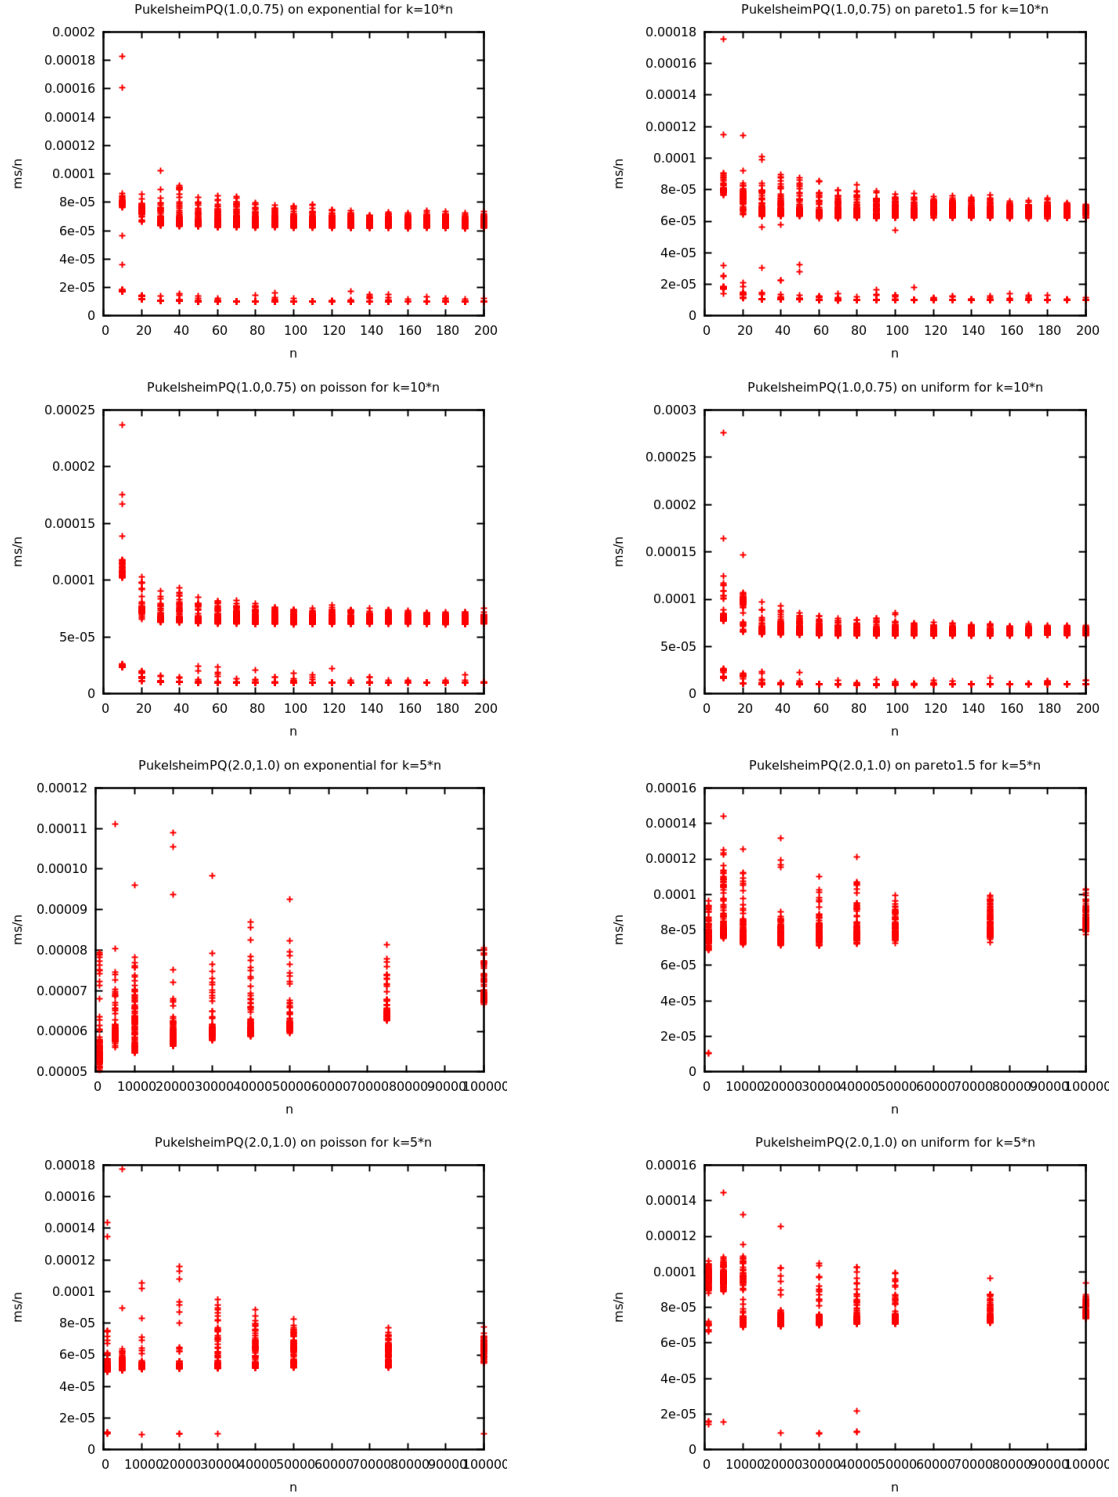 PukelsheimPQ(1.0,0.75) on exponential for k=10*n
0.0002
0.00018
0.00016
0.00014
0.00012
0.0001
8e-05
6e-05
4e-05
2e-05
0
ms/n
0 20 40 60 80 100 120 140 160 180 200
n
PukelsheimPQ(1.0,0.75) on pareto1.5 for k=10*n
0.00018
0.00016
0.00014
0.00012
0.0001
8e-05
6e-05
4e-05
2e-05
0
ms/n
0 20 40 60 80 100 120 140 160 180 200
n
PukelsheimPQ(1.0,0.75) on poisson for k=10*n
0.00025
0.0002
0.00015
0.0001
5e-05
0
ms/n
0 20 40 60 80 100 120 140 160 180 200
n
PukelsheimPQ(1.0,0.75) on uniform for k=10*n
0.0003
0.00025
0.0002
0.00015
0.0001
5e-05
0
ms/n
0 20 40 60 80 100 120 140 160 180 200
n
PukelsheimPQ(2.0,1.0) on exponential for k=5*n
0.00012
0.00011
0.00010
0.00009
0.00008
0.00007
0.00006
0.00005
ms/n
0 10000 20000 30000 40000 50000 60000 70000 80000 90000 100000
n
PukelsheimPQ(2.0,1.0) on pareto1.5 for k=5*n
0.00016
0.00014
0.00012
0.0001
8e-05
6e-05
4e-05
2e-05
0
ms/n
0 10000 20000 30000 40000 50000 60000 70000 80000 90000 100000
n
PukelsheimPQ(2.0,1.0) on poisson for k=5*n
0.00018
0.00016
0.00014
0.00012
0.0001
8e-05
6e-05
4e-05
2e-05
0
ms/n
0 10000 20000 30000 40000 50000 60000 70000 80000 90000 100000
n
PukelsheimPQ(2.0,1.0) on uniform for k=5*n
0.00016
0.00014
0.00012
0.0001
8e-05
6e-05
4e-05
2e-05
0
ms/n
0 10000 20000 30000 40000 50000 60000 70000 80000 90000 100000
n